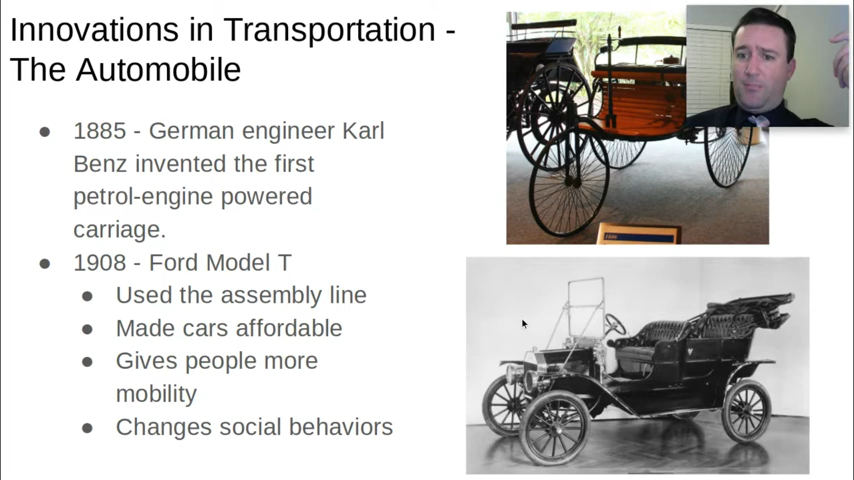 Innovations in Transportation -
The Automobile
● 1885 - German engineer Karl
Benz invented the first
petrol-engine powered
carriage.
● 1908 - Ford Model T
● Used the assembly line
● Made cars affordable
● Gives people more
mobility
● Changes social behaviors